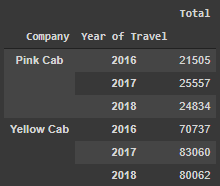 Total
Company Year of Travel
Pink Cab 2016 21505
2017 25557
2018 24834
Yellow Cab 2016 70737
2017 83060
2018 80062